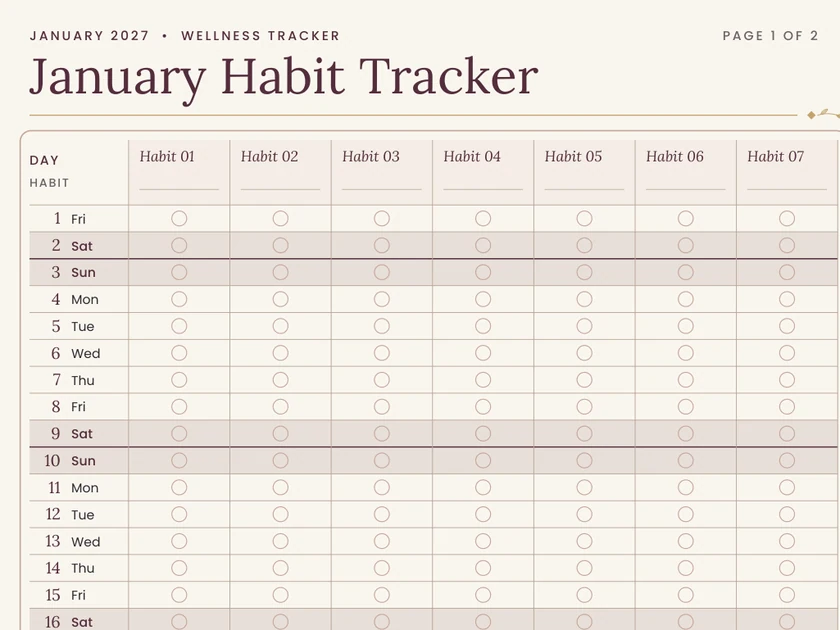 JANUARY 2027 • WELLNESS TRACKER PAGE 1 OF 2
January Habit Tracker
DAY Habit 01 Habit 02 Habit 03 Habit 04 Habit 05 Habit 06 Habit 07
HABIT
1 Fri
2 Sat
3 Sun
4 Mon
5 Tue
6 Wed
7 Thu
8 Fri
9 Sat
10 Sun
11 Mon
12 Tue
13 Wed
14 Thu
15 Fri
16 Sat